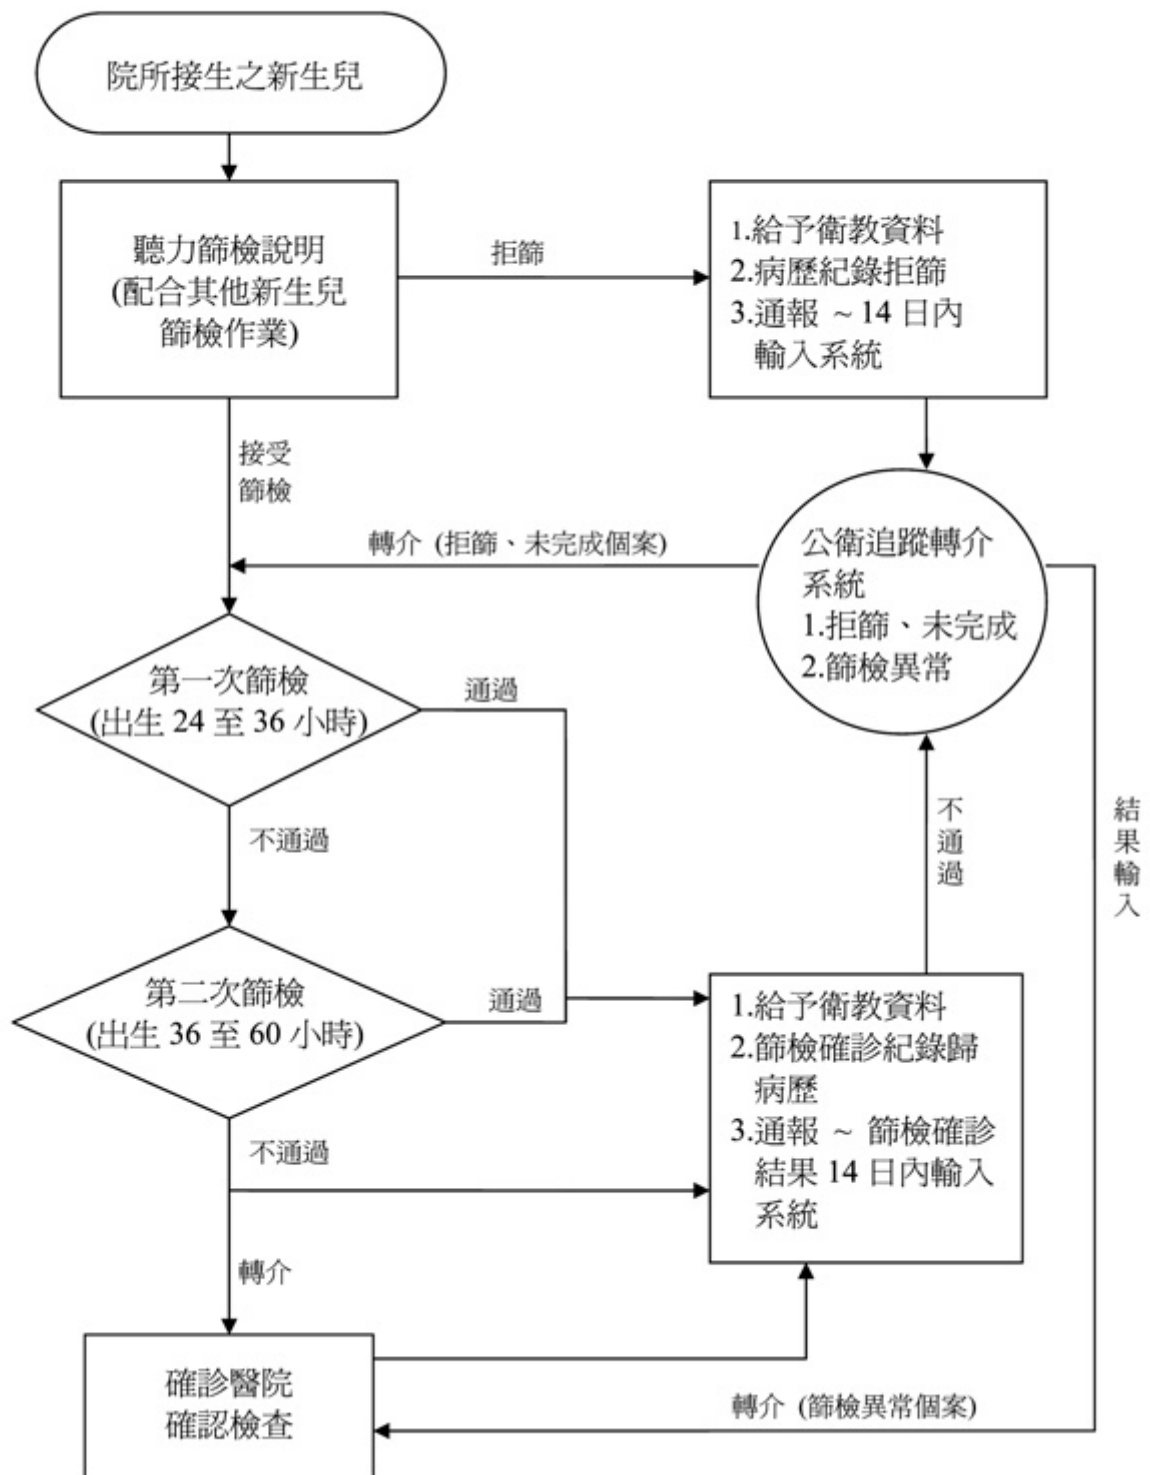 院所接生之新生兒
聽力篩檢說明
(配合其他新生兒
篩檢作業)
拒篩
1.給予衛教資料
2.病歷紀錄拒篩
3.通報 ~ 14 日內
輸入系統
接受
篩檢
轉介 (拒篩、未完成個案)
公衛追蹤轉介
系統
1.拒篩、未完成
2.篩檢異常
第一次篩檢
(出生 24 至 36 小時)
通過
不通過
不
通
過
結
果
輸
入
第二次篩檢
(出生 36 至 60 小時)
通過
1.給予衛教資料
2.篩檢確診紀錄歸
病歷
3.通報 ~ 篩檢確診
結果 14 日內輸入
系統
不通過
轉介
確診醫院
確認檢查
轉介 (篩檢異常個案)